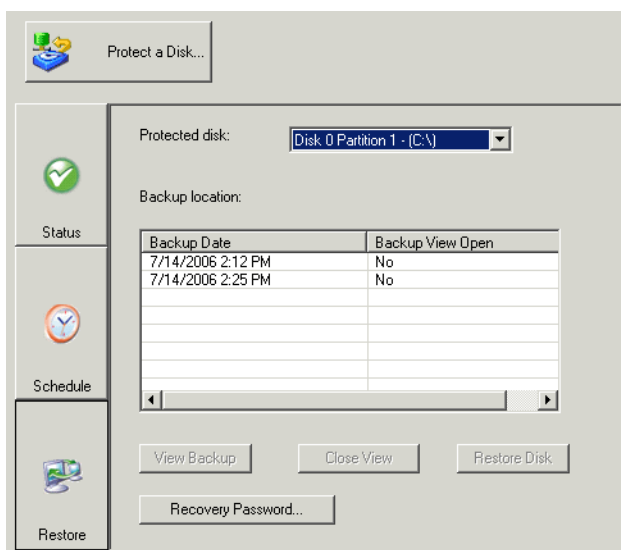 Protect a Disk...
Protected disk:
Disk 0 Partition 1 - (C:\)
Backup location:
Status
Backup Date Backup View Open
7/14/2006 2:12 PM No
7/14/2006 2:25 PM No
Schedule
View Backup Close View Restore Disk
Recovery Password...
Restore